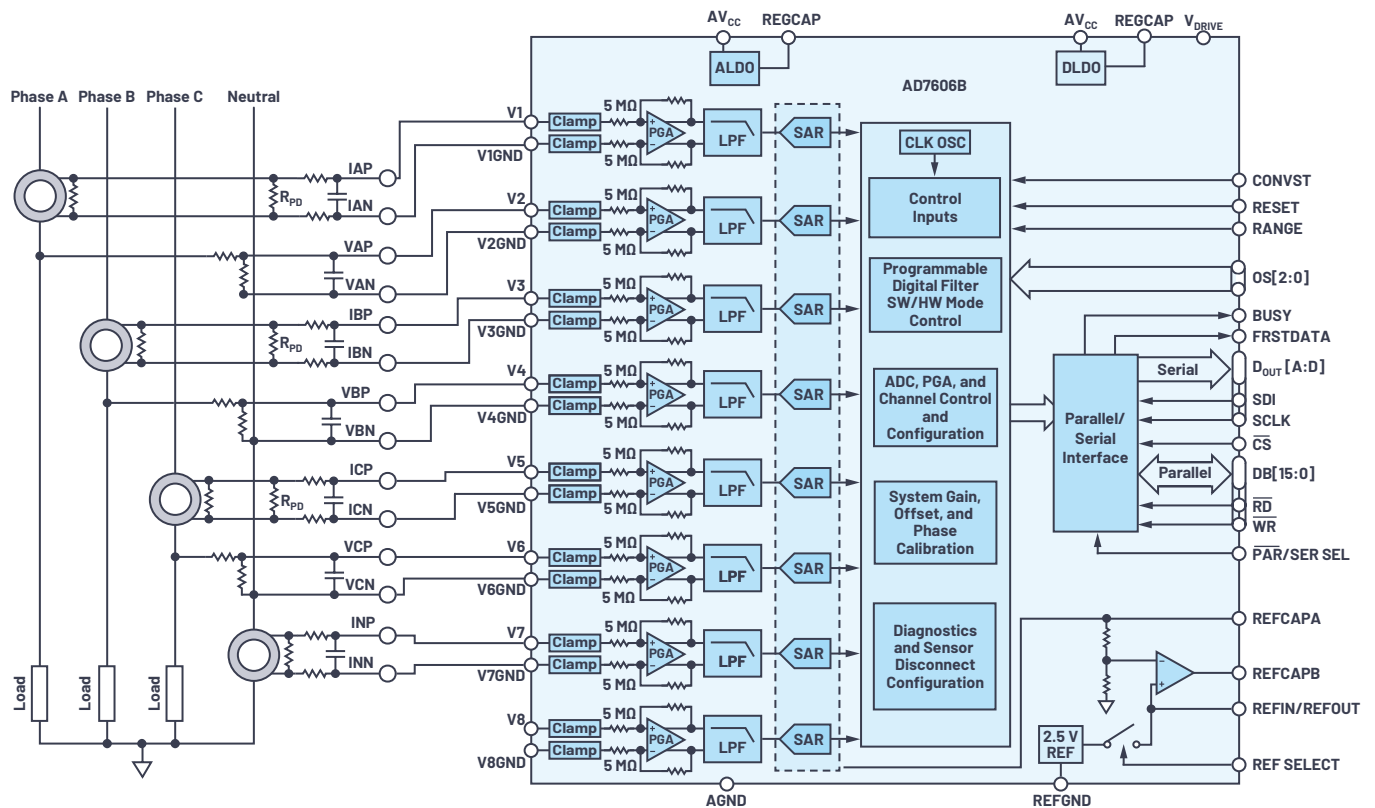 AVCC
REGCAP
AVCC
REGCAP
VDRIVE
ALDO
DLDO
AD7606B
Phase A
Phase B
Phase C
Neutral
V1
V1GND
Clamp
Clamp
5 MΩ
5 MΩ
+
PGA
−
LPF
SAR
IAP
RPD
IAN
V2
V2GND
Clamp
Clamp
5 MΩ
5 MΩ
+
PGA
−
LPF
SAR
VAP
VAN
V3
V3GND
Clamp
Clamp
5 MΩ
5 MΩ
+
PGA
−
LPF
SAR
IBP
RPD
IBN
V4
V4GND
Clamp
Clamp
5 MΩ
5 MΩ
+
PGA
−
LPF
SAR
VBP
VBN
V5
V5GND
Clamp
Clamp
5 MΩ
5 MΩ
+
PGA
−
LPF
SAR
ICP
RPD
ICN
V6
V6GND
Clamp
Clamp
5 MΩ
5 MΩ
+
PGA
−
LPF
SAR
VCP
VCN
V7
V7GND
Clamp
Clamp
5 MΩ
5 MΩ
+
PGA
−
LPF
SAR
INP
INN
V8
V8GND
Clamp
Clamp
5 MΩ
5 MΩ
+
PGA
−
LPF
SAR
Load
Load
Load
CLK OSC
Control
Inputs
Programmable
Digital Filter
SW/HW Mode
Control
ADC, PGA, and
Channel Control
and
Configuration
System Gain,
Offset, and
Phase
Calibration
Diagnostics
and Sensor
Disconnect
Configuration
Parallel/
Serial
Interface
Serial
Parallel
CONVST
RESET
RANGE
OS[2:0]
BUSY
FRSTDATA
DOUT[A:D]
SDI
SCLK
CS
DB[15:0]
RD
WR
PAR/SER SEL
REFCAPA
−
+
REFCAPB
REFIN/REFOUT
2.5 V
REF
REF SELECT
AGND
REFGND